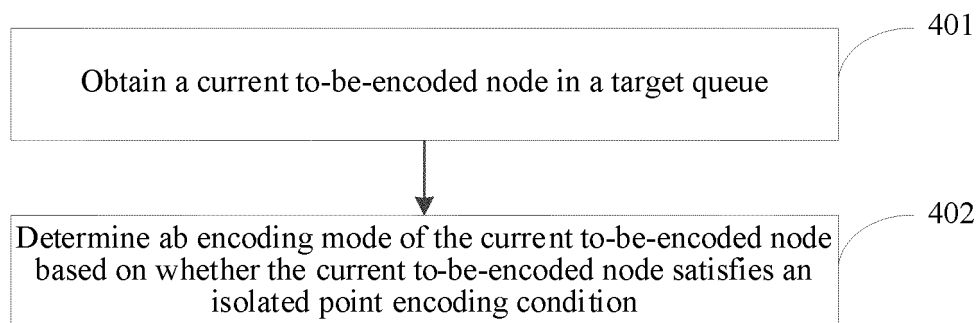 401
Obtain a current to-be-encoded node in a target queue
402
Determine ab encoding mode of the current to-be-encoded node
based on whether the current to-be-encoded node satisfies an
isolated point encoding condition